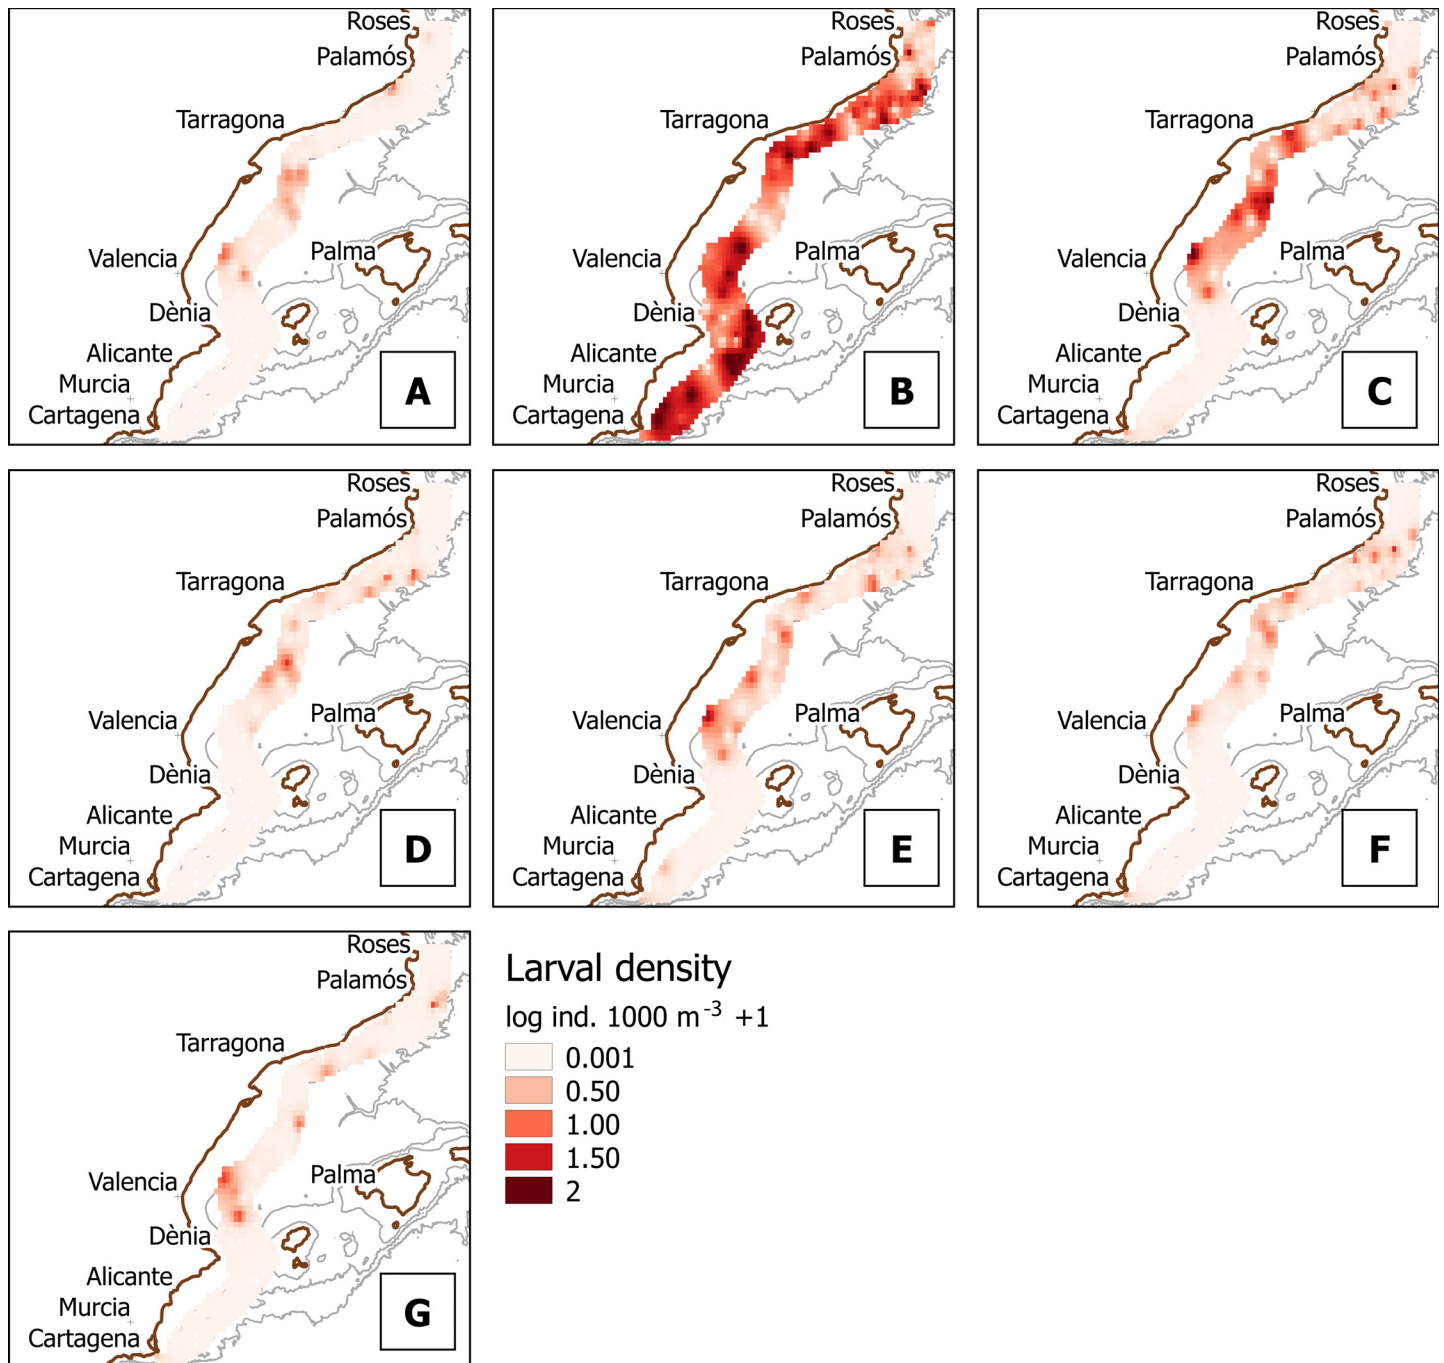 Roses
Palamós
Tarragona
Valencia
Palma
Dènia
Alicante
Murcia
Cartagena
A
Roses
Palamós
Tarragona
Valencia
Palma
Dènia
Alicante
Murcia
Cartagena
B
Roses
Palamós
Tarragona
Valencia
Palma
Dènia
Alicante
Murcia
Cartagena
C
Roses
Palamós
Tarragona
Valencia
Palma
Dènia
Alicante
Murcia
Cartagena
D
Roses
Palamós
Tarragona
Valencia
Palma
Dènia
Alicante
Murcia
Cartagena
E
Roses
Palamós
Tarragona
Valencia
Palma
Dènia
Alicante
Murcia
Cartagena
F
Roses
Palamós
Tarragona
Valencia
Palma
Dènia
Alicante
Murcia
Cartagena
G
Larval density
log ind. 1000 m⁻³ +1
0.001
0.50
1.00
1.50
2